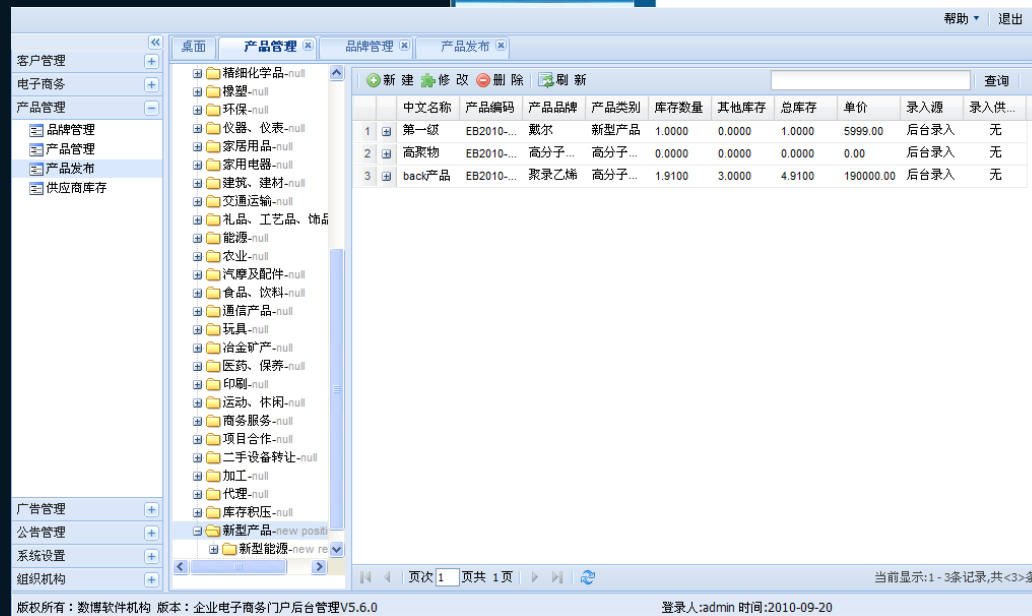 帮助 退出
客户管理
电子商务
产品管理
品牌管理
产品管理
产品发布
供应商库存
广告管理
公告管理
系统设置
组织机构
桌面 产品管理 品牌管理 产品发布
精细化学品-null
橡塑-null
环保-null
仪器、仪表-null
家居用品-null
家用电器-null
建筑、建材-null
交通运输-null
礼品、工艺品、饰品
能源-null
农业-null
汽摩及配件-null
食品、饮料-null
通信产品-null
玩具-null
冶金矿产-null
医药、保养-null
印刷-null
运动、休闲-null
商务服务-null
项目合作-null
二手设备转让-null
加工-null
代理-null
库存积压-null
新型产品-new positi
新型能源-new re
新 建 修 改 删 除 刷 新 查询
中文名称 产品编码 产品品牌 产品类别 库存数量 其他库存 总库存 单价 录入源 录入供...
1 第一级 EB2010-... 戴尔 新型产品 1.0000 0.0000 1.0000 5999.00 后台录入 无
2 高聚物 EB2010-... 高分子... 高分子... 0.0000 0.0000 0.0000 0.00 后台录入 无
3 back产品 EB2010-... 聚录乙烯 高分子... 1.9100 3.0000 4.9100 190000.00 后台录入 无
页次 1 页共 1 页 当前显示:1 - 3条记录,共<3>条
版权所有：数博软件机构 版本：企业电子商务门户后台管理V5.6.0 登录人:admin 时间:2010-09-20